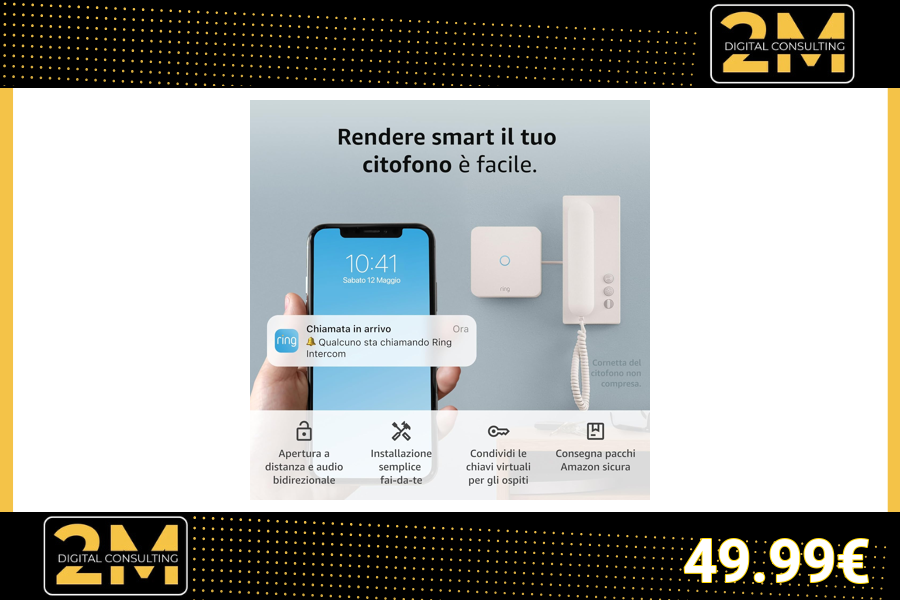 2M
DIGITAL CONSULTING
Rendere smart il tuo
citofono è facile.
10:41
Sabato 12 Maggio
ring
Chiamata in arrivo
Ora
🔔 Qualcuno sta chiamando Ring
Intercom
ring
Cornetta del
citofono non
compresa.
Apertura a
distanza e audio
bidirezionale
Installazione
semplice
fai-da-te
Condividi le
chiavi virtuali
per gli ospiti
Consegna pacchi
Amazon sicura
2M
DIGITAL CONSULTING
49.99€